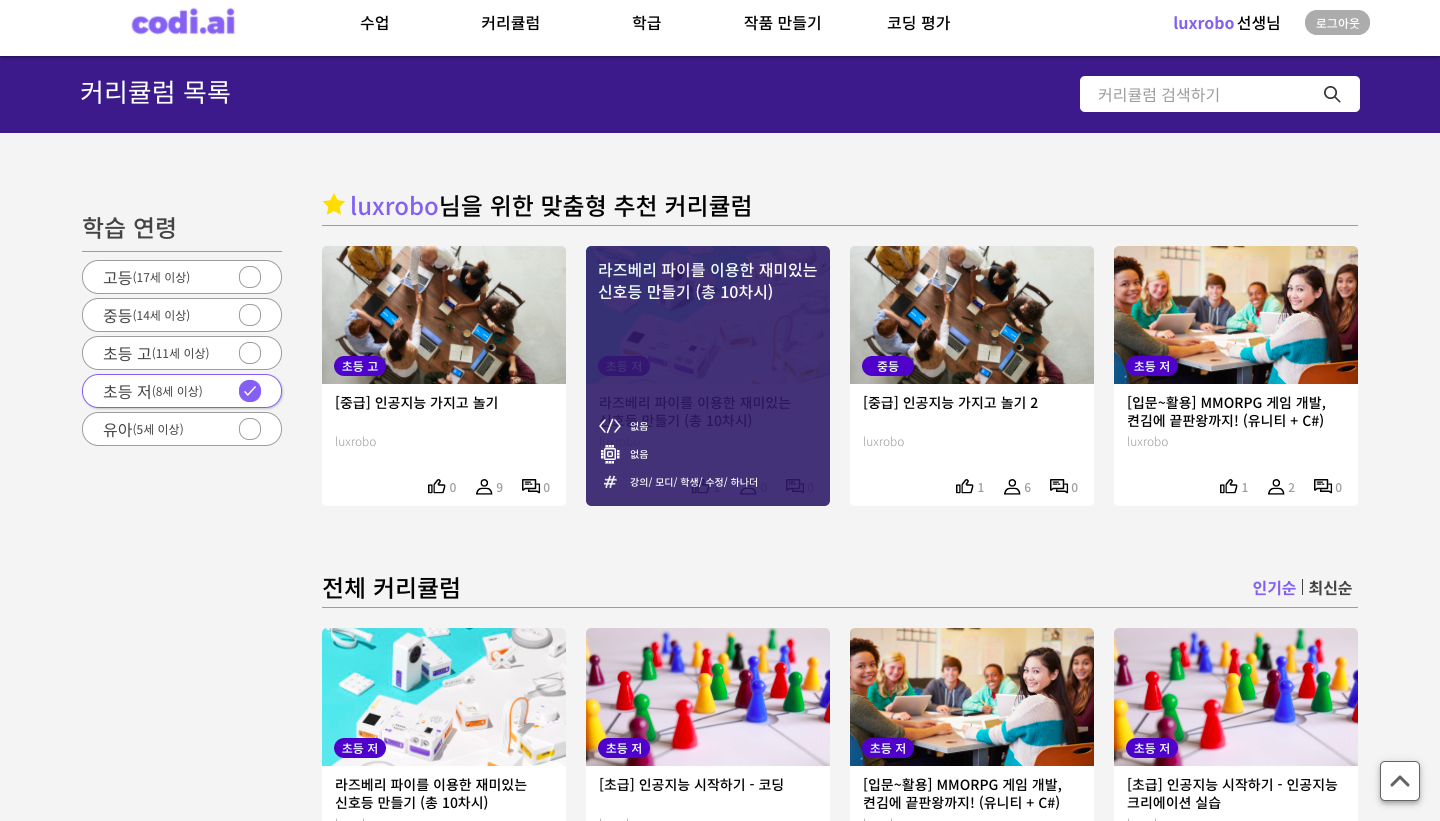 codi.ai
수업
커리큘럼
학급
작품 만들기
코딩 평가
luxrobo 선생님
로그아웃
커리큘럼 목록
커리큘럼 검색하기
학습 연령
고등(17세 이상)
중등(14세 이상)
초등 고(11세 이상)
초등 저(8세 이상)
유아(5세 이상)
luxrobo님을 위한 맞춤형 추천 커리큘럼
초등 고
[중급] 인공지능 가지고 놀기
luxrobo
0 9 0
라즈베리 파이를 이용한 재미있는
신호등 만들기 (총 10차시)
초등 저
라즈베리 파이를 이용한 재미있는
신호등 만들기 (총 10차시)
없음
없음
# 강의/ 모디/ 학생/ 수정/ 하나더
중등
[중급] 인공지능 가지고 놀기 2
luxrobo
1 6 0
초등 저
[입문~활용] MMORPG 게임 개발,
켠김에 끝판왕까지! (유니티 + C#)
luxrobo
1 2 0
전체 커리큘럼
인기순 | 최신순
초등 저
라즈베리 파이를 이용한 재미있는
신호등 만들기 (총 10차시)
초등 저
[초급] 인공지능 시작하기 - 코딩
초등 저
[입문~활용] MMORPG 게임 개발,
켠김에 끝판왕까지! (유니티 + C#)
초등 저
[초급] 인공지능 시작하기 - 인공지능
크리에이션 실습